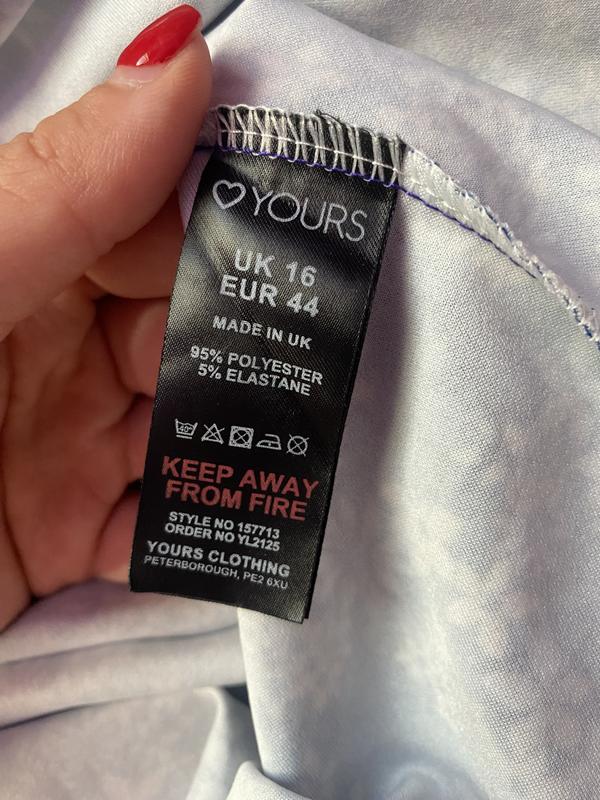 YOURS
UK 16
EUR 44
MADE IN UK
95% POLYESTER
5% ELASTANE
40°
KEEP AWAY
FROM FIRE
STYLE NO 157713
ORDER NO YL2125
YOURS CLOTHING
PETERBOROUGH, PE2 6XU